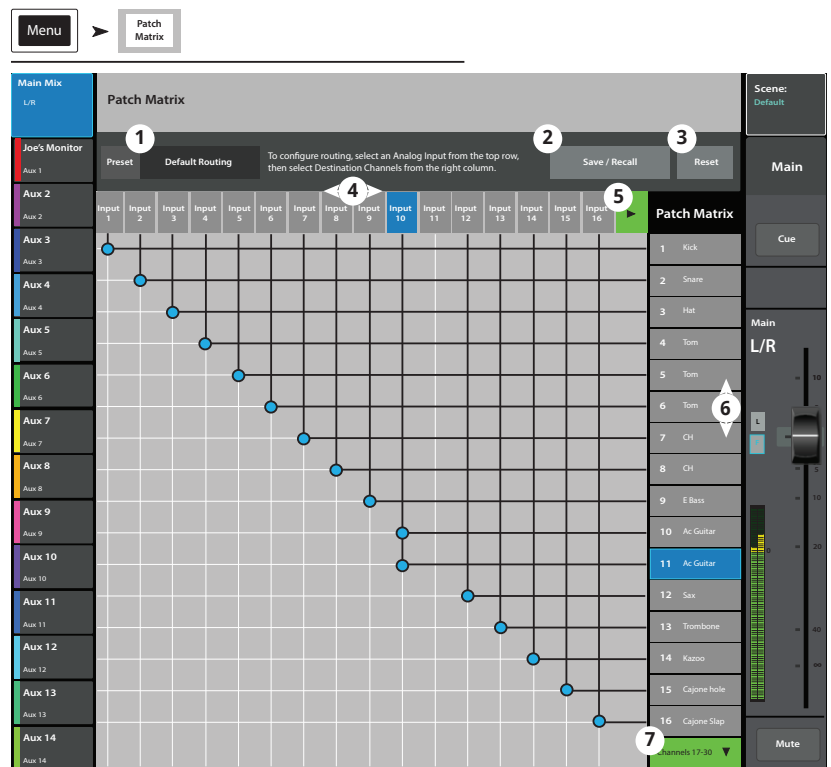 Menu
Patch
Matrix
Main Mix
L/R
Patch Matrix
Scene:
Default
1
2
3
Preset
Default Routing
To configure routing, select an Analog Input from the top row,
then select Destination Channels from the right column.
Save / Recall
Reset
4
5
Input 1
Input 2
Input 3
Input 4
Input 5
Input 6
Input 7
Input 8
Input 9
Input 10
Input 11
Input 12
Input 13
Input 14
Input 15
Input 16
Patch Matrix
Joe's Monitor
Aux 1
Aux 2
Aux 2
Aux 3
Aux 3
Aux 4
Aux 4
Aux 5
Aux 5
Aux 6
Aux 6
Aux 7
Aux 7
Aux 8
Aux 8
Aux 9
Aux 9
Aux 10
Aux 10
Aux 11
Aux 11
Aux 12
Aux 12
Aux 13
Aux 13
Aux 14
Aux 14
1 Kick
2 Snare
3 Hat
4 Tom
5 Tom
6 Tom
6
7 CH
8 CH
9 E Bass
10 Ac Guitar
11 Ac Guitar
12 Sax
13 Trombone
14 Kazoo
15 Cajone hole
16 Cajone Slap
7
Channels 17-30
Main
Cue
Main
L/R
10
L
5
10
0
20
40
∞
Mute